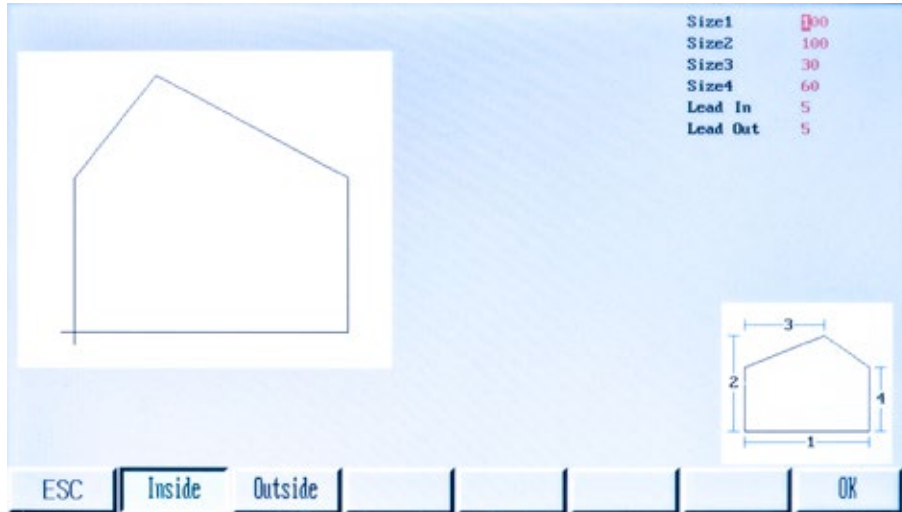 Size1 100
Size2 100
Size3 30
Size4 60
Lead In 5
Lead Out 5
3
2
4
1
ESC Inside Outside OK